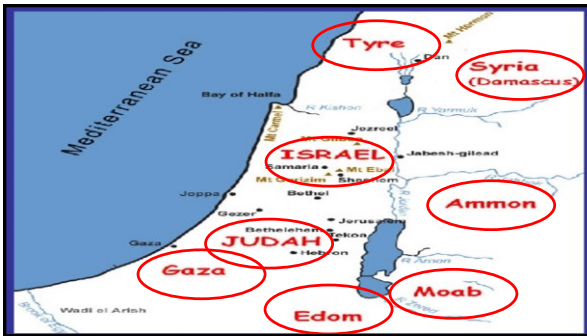 Mediterranean Sea
Tyre
Mt Hermon
Dan
Syria
(Damascus)
Bay of Haifa
Mt Carmel
R Kishon
R Yarmuk
Jezreel
ISRAEL
Samaria
Mt Ebal
Mt Gerizim
Shechem
Jabesh-gilead
Joppa
Bethel
Ammon
Gezer
Jerusalem
Bethelehem
Tekoa
JUDAH
Hebron
Gaza
Gaza
R Arnon
Moab
R Zered
Wadi el Arish
Edom